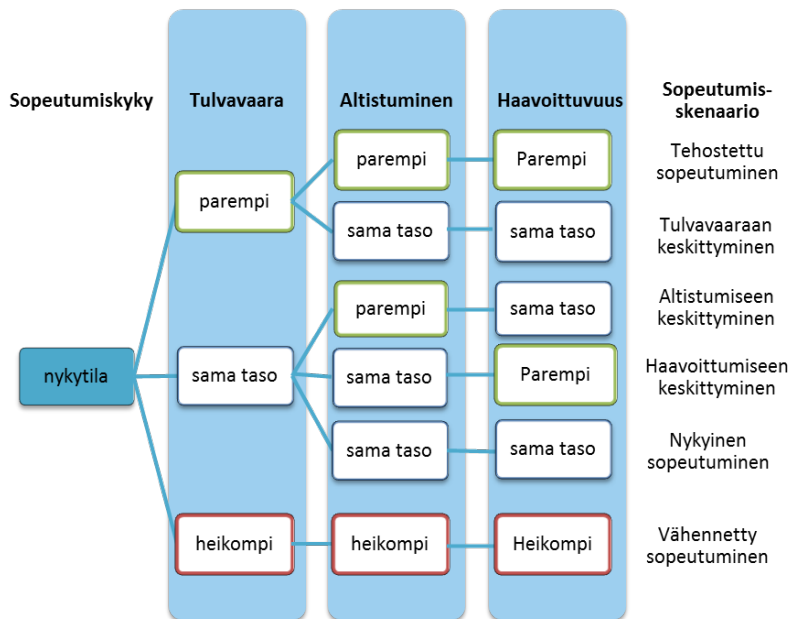 Sopeutumiskyky
Tulvavaara
Altistuminen
Haavoittuvuus
Sopeutumis-
skenaario
parempi
Parempi
Tehostettu
sopeutuminen
parempi
sama taso
sama taso
Tulvavaaraan
keskittyminen
parempi
sama taso
Altistumiseen
keskittyminen
nykytila
sama taso
sama taso
Parempi
Haavoittumiseen
keskittyminen
sama taso
sama taso
Nykyinen
sopeutuminen
heikompi
heikompi
Heikompi
Vähennetty
sopeutuminen